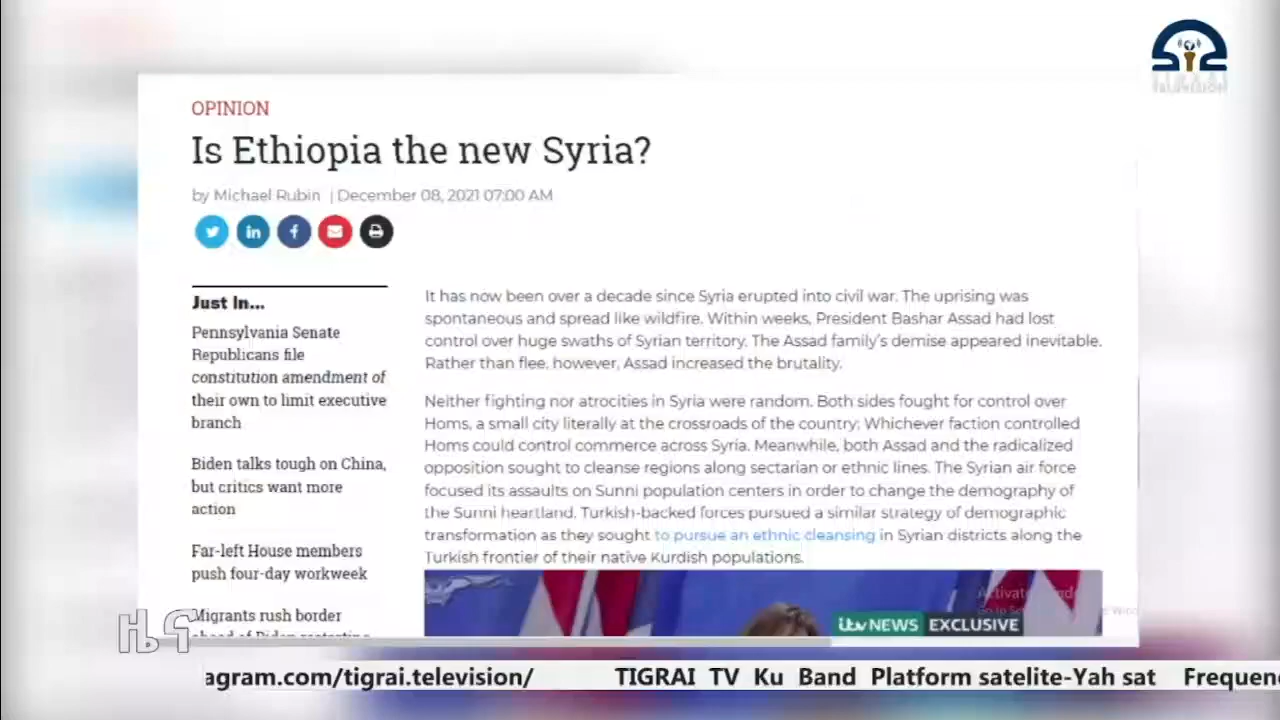 TIGRAI
TELEVISION
OPINION
Is Ethiopia the new Syria?
by Michael Rubin | December 08, 2021 07:00 AM
Just In...
Pennsylvania Senate
Republicans file
constitution amendment of
their own to limit executive
branch
Biden talks tough on China,
but critics want more
action
Far-left House members
push four-day workweek
Migrants rush border
It has now been over a decade since Syria erupted into civil war. The uprising was
spontaneous and spread like wildfire. Within weeks, President Bashar Assad had lost
control over huge swaths of Syrian territory. The Assad family's demise appeared inevitable.
Rather than flee, however, Assad increased the brutality.
Neither fighting nor atrocities in Syria were random. Both sides fought for control over
Homs, a small city literally at the crossroads of the country. Whichever faction controlled
Homs could control commerce across Syria. Meanwhile, both Assad and the radicalized
opposition sought to cleanse regions along sectarian or ethnic lines. The Syrian air force
focused its assaults on Sunni population centers in order to change the demography of
the Sunni heartland. Turkish-backed forces pursued a similar strategy of demographic
transformation as they sought to pursue an ethnic cleansing in Syrian districts along the
Turkish frontier of their native Kurdish populations.
itv NEWS EXCLUSIVE
ዜና
agram.com/tigrai.television/ TIGRAI TV Ku Band Platform satelite-Yah sat Frequen